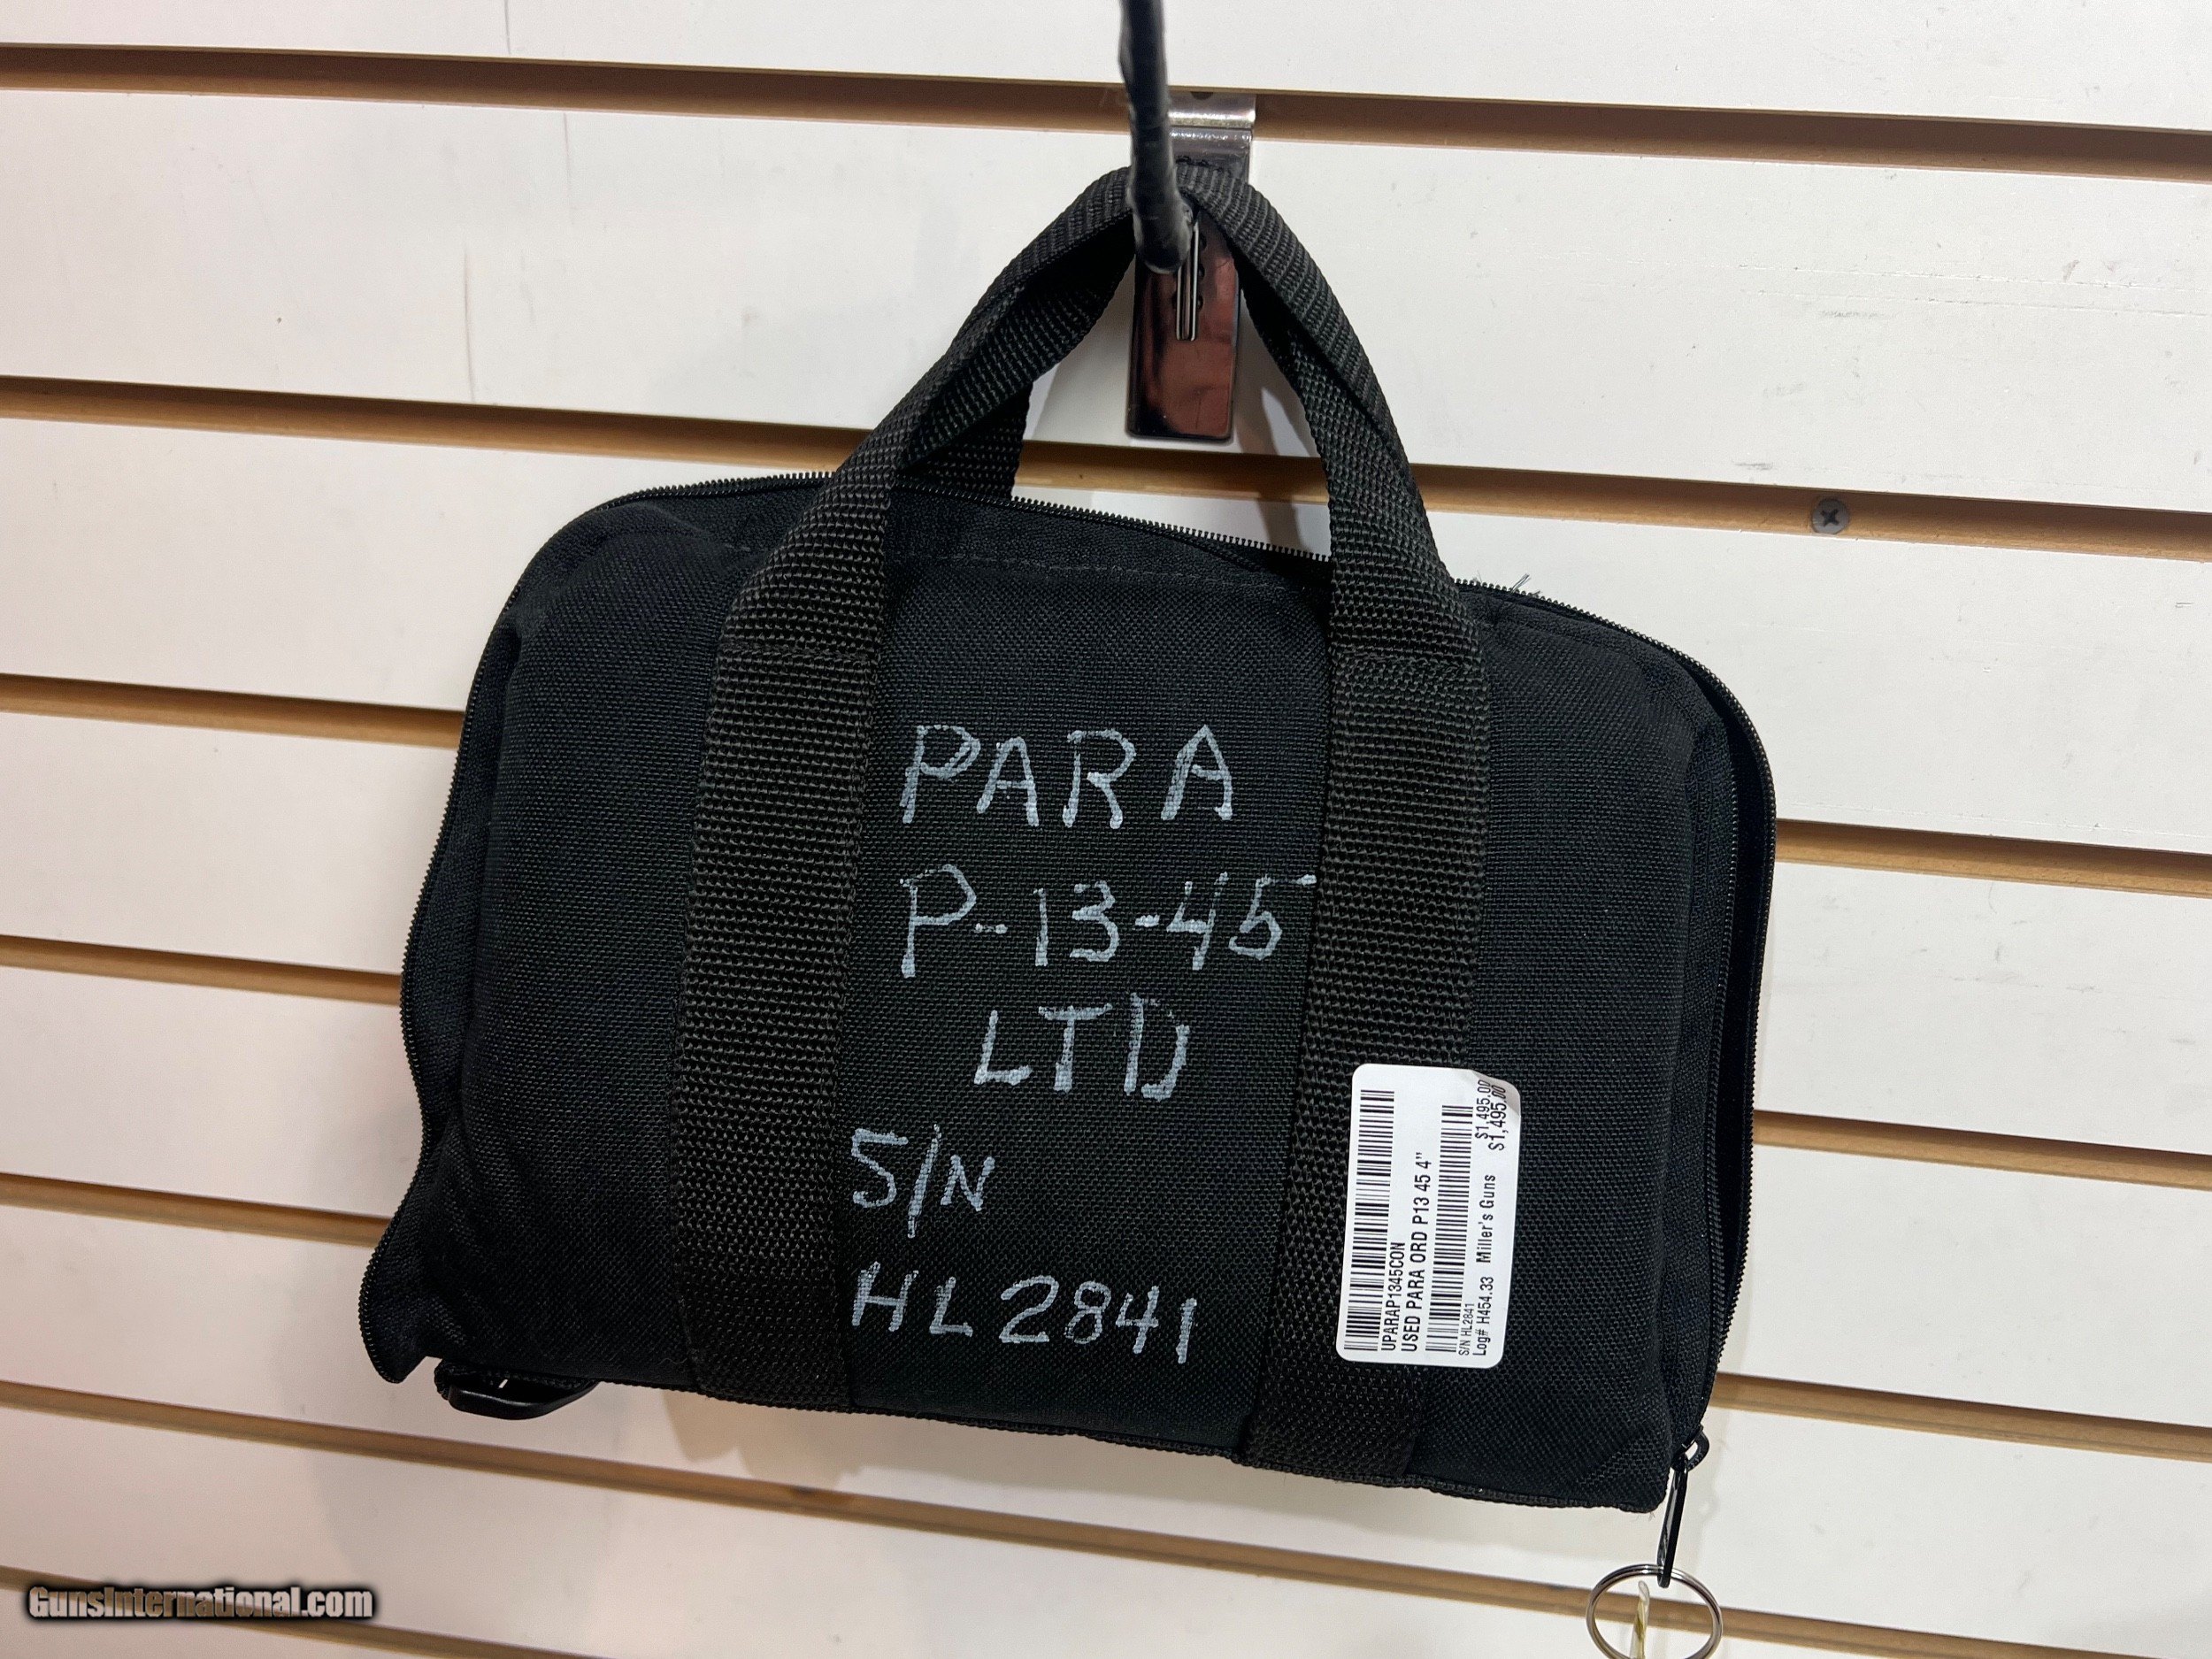 PARA
P-13-45
LTD
S/N
HL2841
UPARAP1345CON
USED PARA ORD P13 45 4"
S/N HL2841
Log# H454.33 Miller's Guns
$1,495.00
$1,495.00
GunsInternational.com